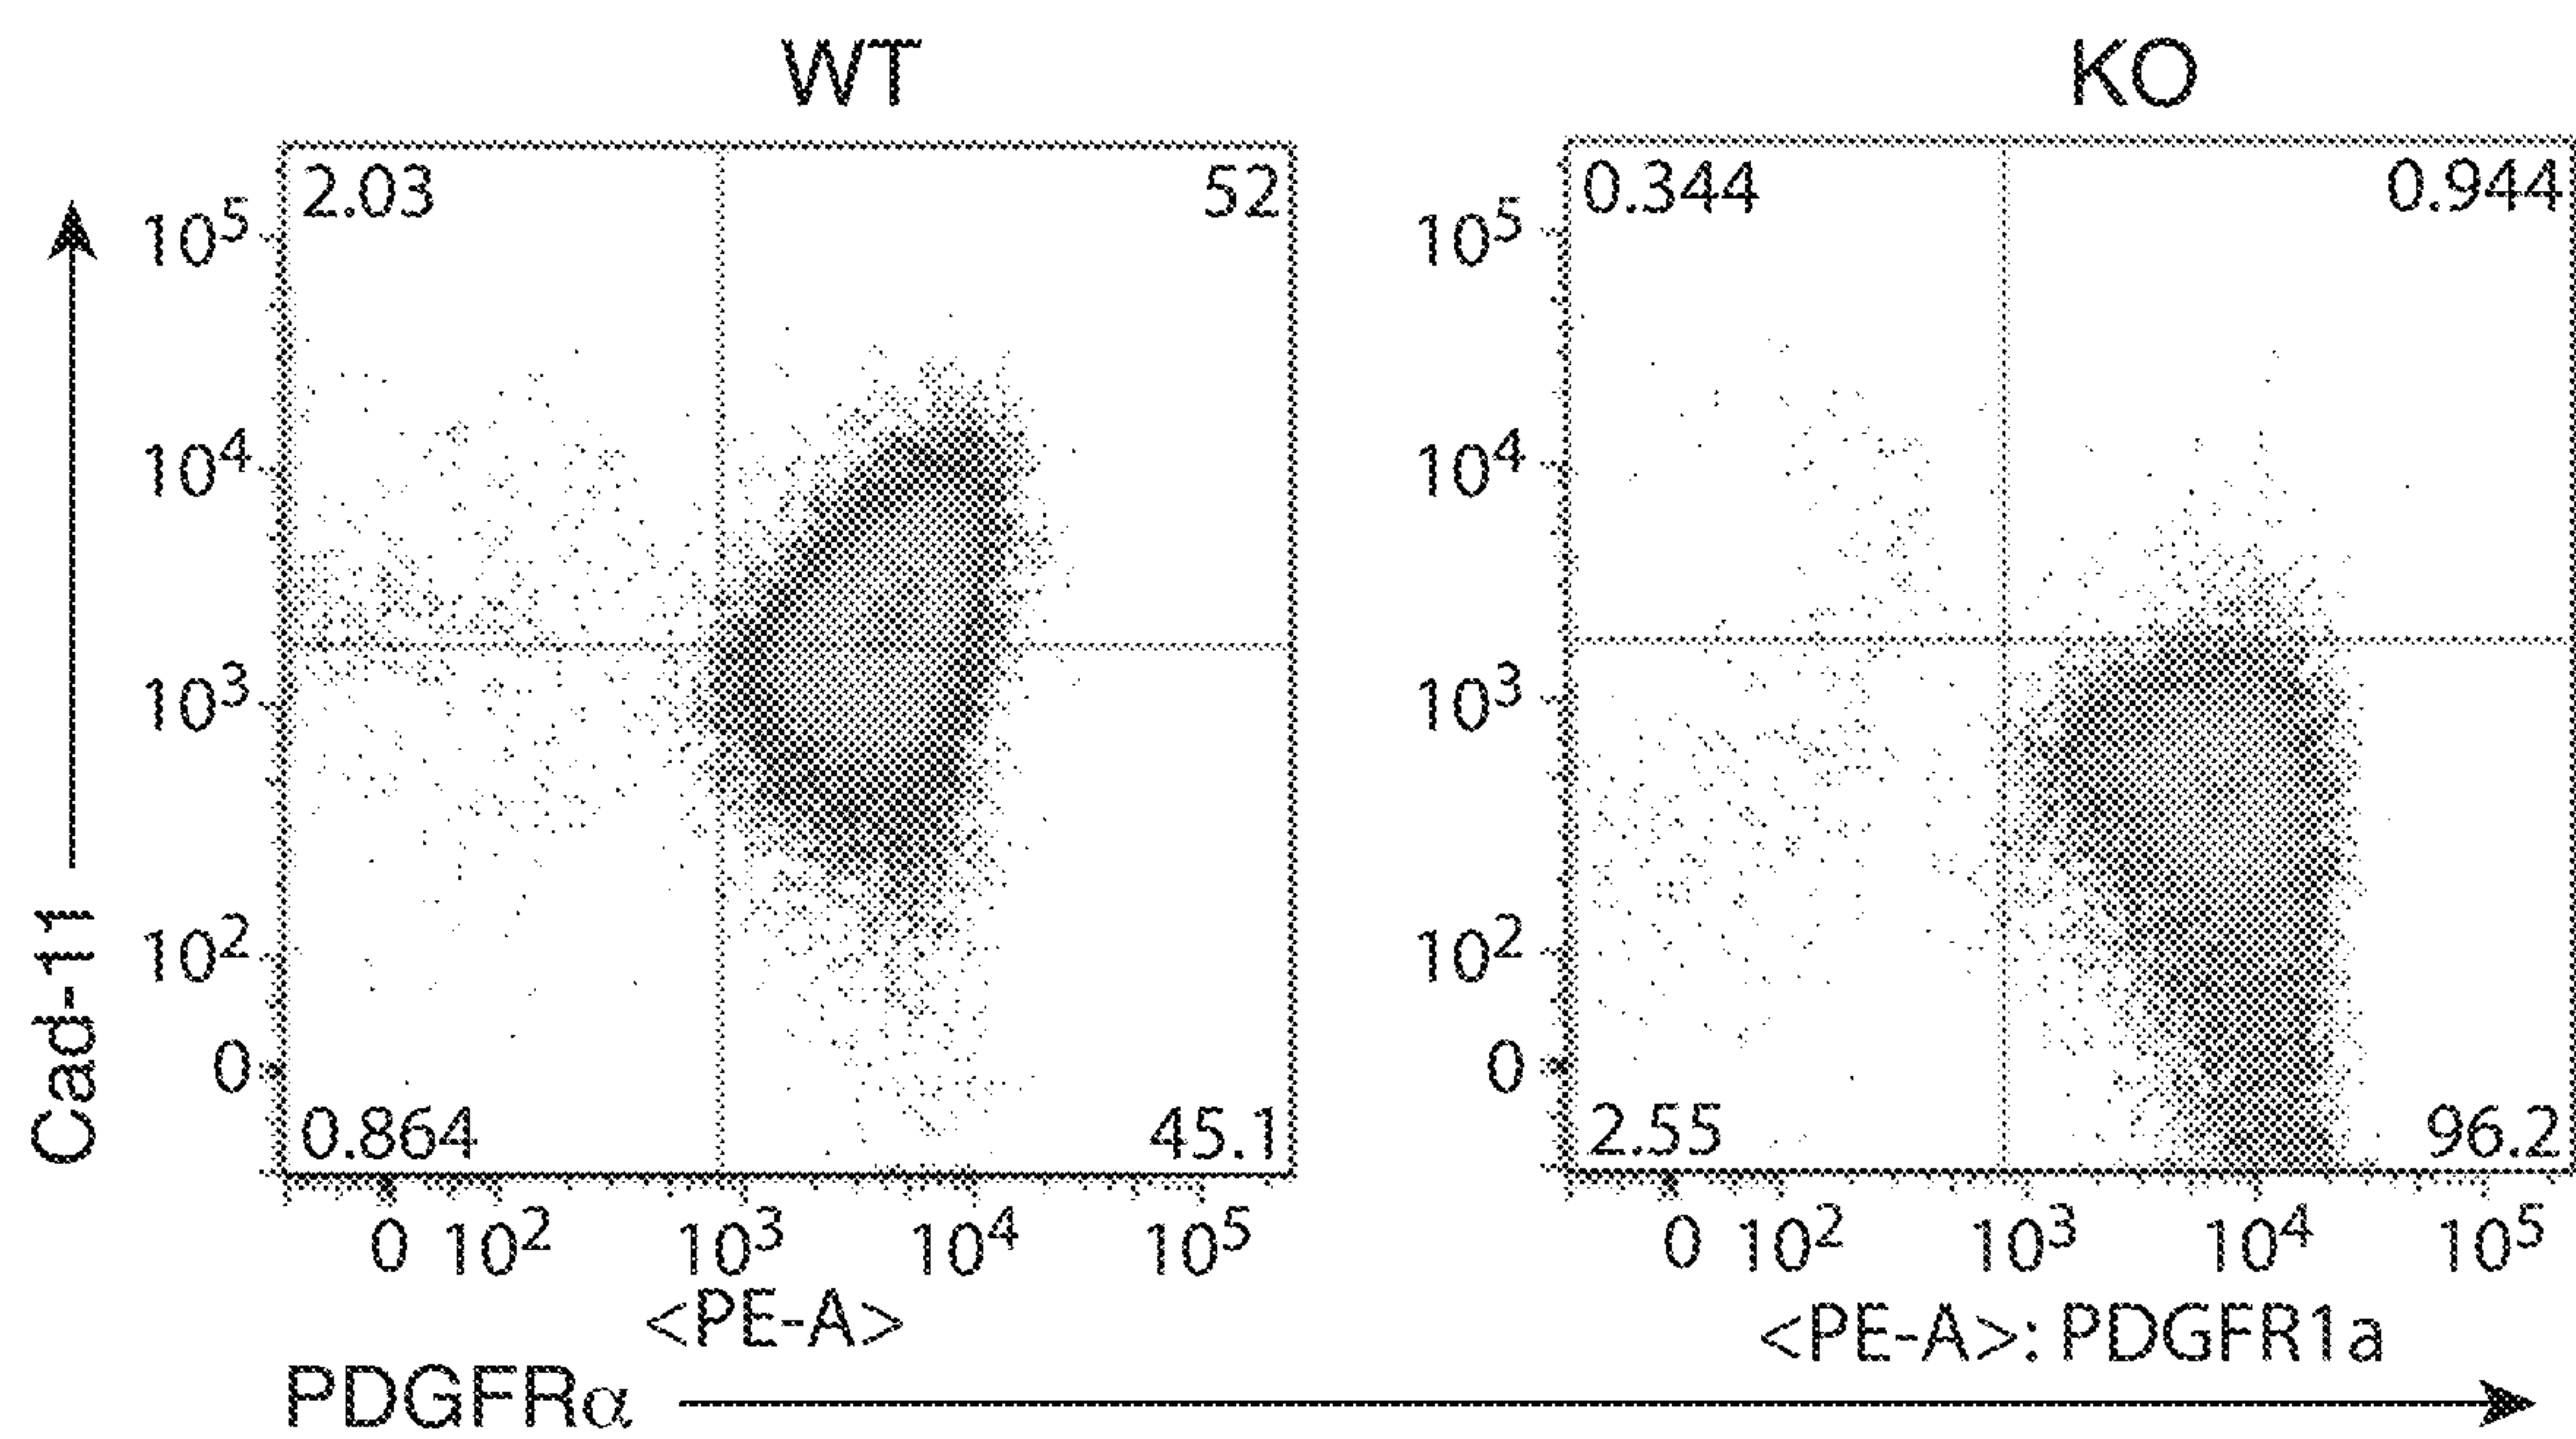 WT
KO
2.03
52
0.344
0.944
10⁵
10⁴
10³
10²
0
10⁵
10⁴
10³
10²
0
0.864
45.1
2.55
96.2
0 10² 10³ 10⁴ 10⁵
0 10² 10³ 10⁴ 10⁵
<PE-A>
<PE-A>: PDGFR1a
Cad-11
PDGFRα